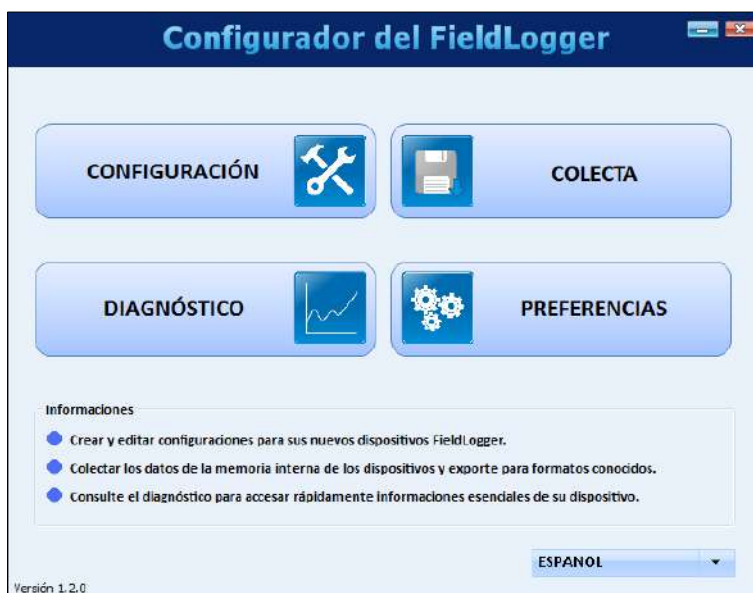 Configurador del FieldLogger
CONFIGURACIÓN
COLECTA
DIAGNÓSTICO
PREFERENCIAS
Informaciones
Crear y editar configuraciones para sus nuevos dispositivos FieldLogger.
Colectar los datos de la memoria interna de los dispositivos y exporte para formatos conocidos.
Consulte el diagnóstico para accesar rápidamente informaciones esenciales de su dispositivo.
ESPANOL
Versión 1.2.0